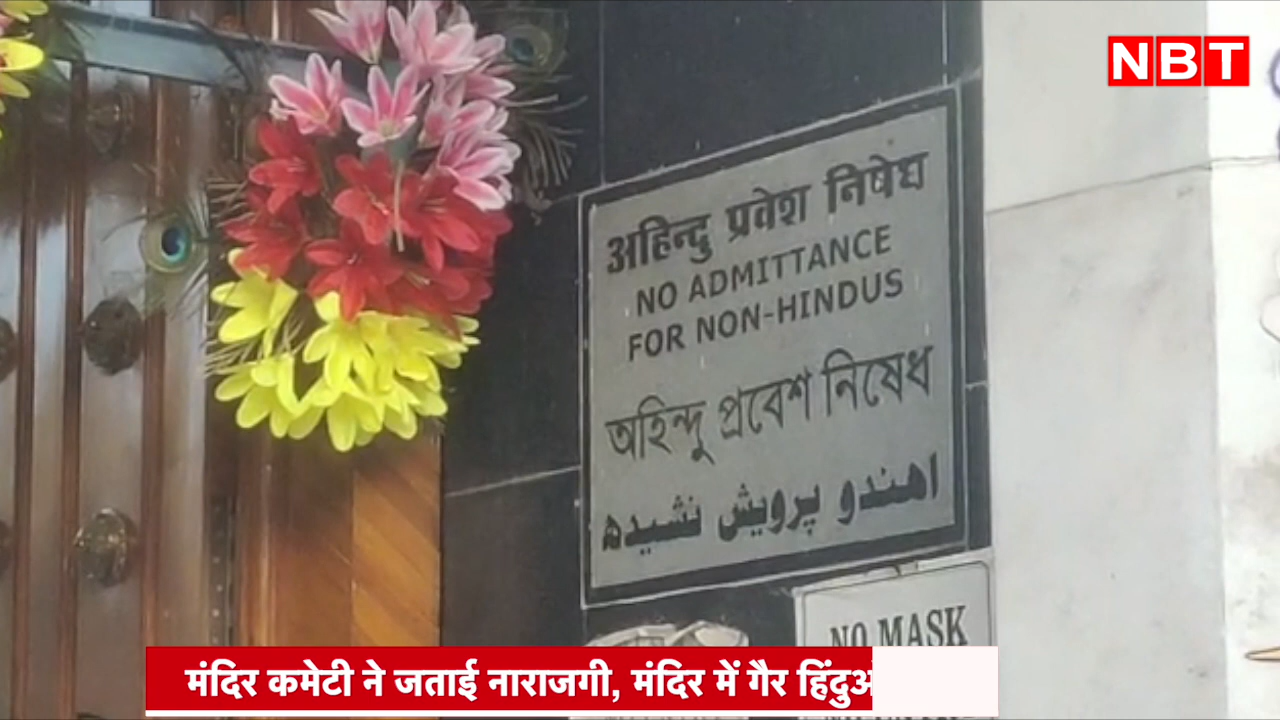 NBT
अहिन्दु प्रवेश निषेध
NO ADMITTANCE
FOR NON-HINDUS
অহিন্দু প্রবেশ নিষেধ
اهندو پرویش نشیدھ
NO MASK
मंदिर कमेटी ने जताई नाराजगी, मंदिर में गैर